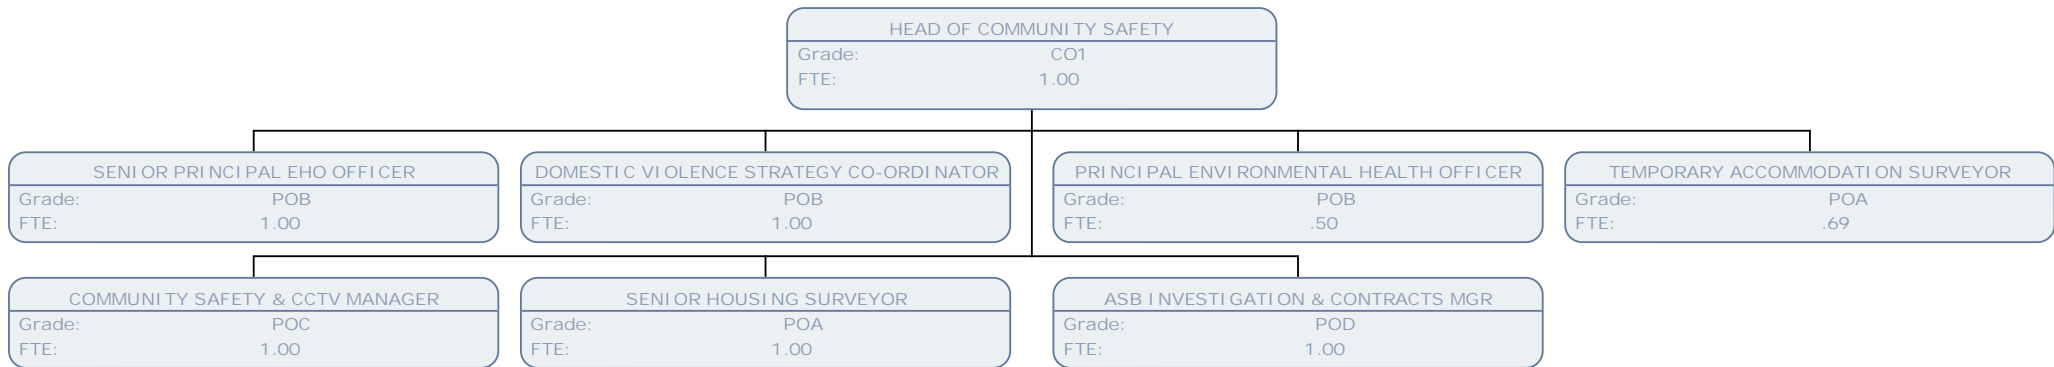 HEAD OF COMMUNITY SAFETY
Grade: CO1
FTE: 1.00
SENIOR PRINCIPAL EHO OFFICER
Grade: POB
FTE: 1.00
DOMESTIC VIOLENCE STRATEGY CO-ORDINATOR
Grade: POB
FTE: 1.00
PRINCIPAL ENVIRONMENTAL HEALTH OFFICER
Grade: POB
FTE: .50
TEMPORARY ACCOMMODATION SURVEYOR
Grade: POA
FTE: .69
COMMUNITY SAFETY & CCTV MANAGER
Grade: POC
FTE: 1.00
SENIOR HOUSING SURVEYOR
Grade: POA
FTE: 1.00
ASB INVESTIGATION & CONTRACTS MGR
Grade: POD
FTE: 1.00